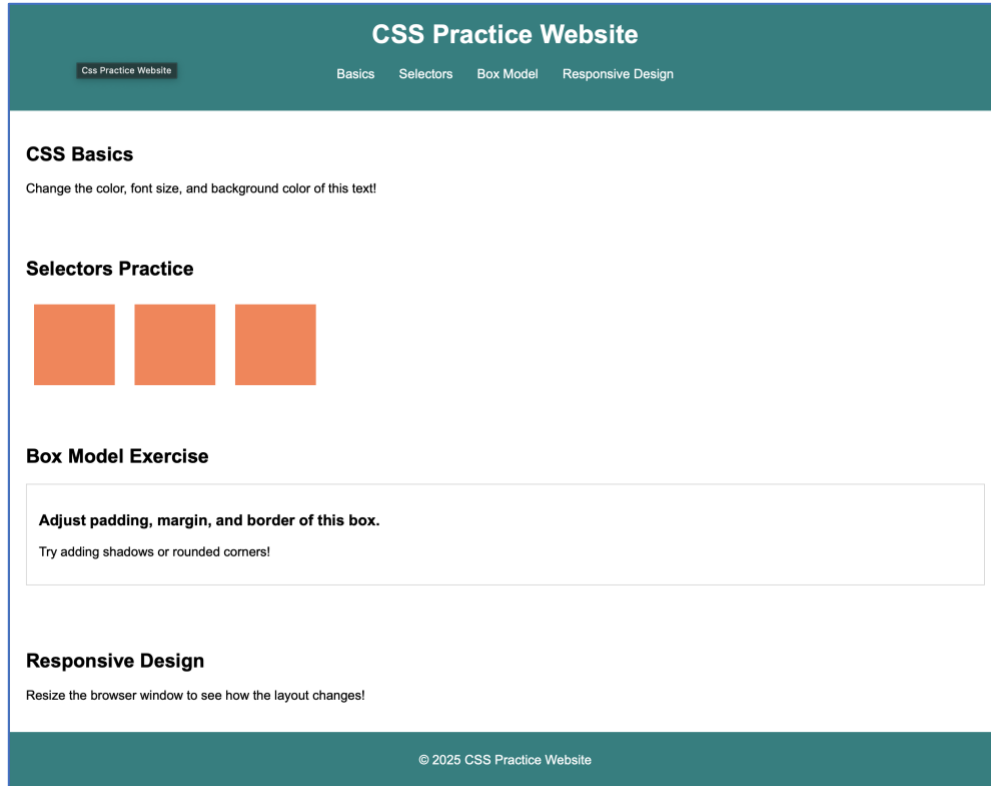 CSS Practice Website
Css Practice Website
Basics Selectors Box Model Responsive Design
CSS Basics
Change the color, font size, and background color of this text!
Selectors Practice
Box Model Exercise
Adjust padding, margin, and border of this box.
Try adding shadows or rounded corners!
Responsive Design
Resize the browser window to see how the layout changes!
© 2025 CSS Practice Website